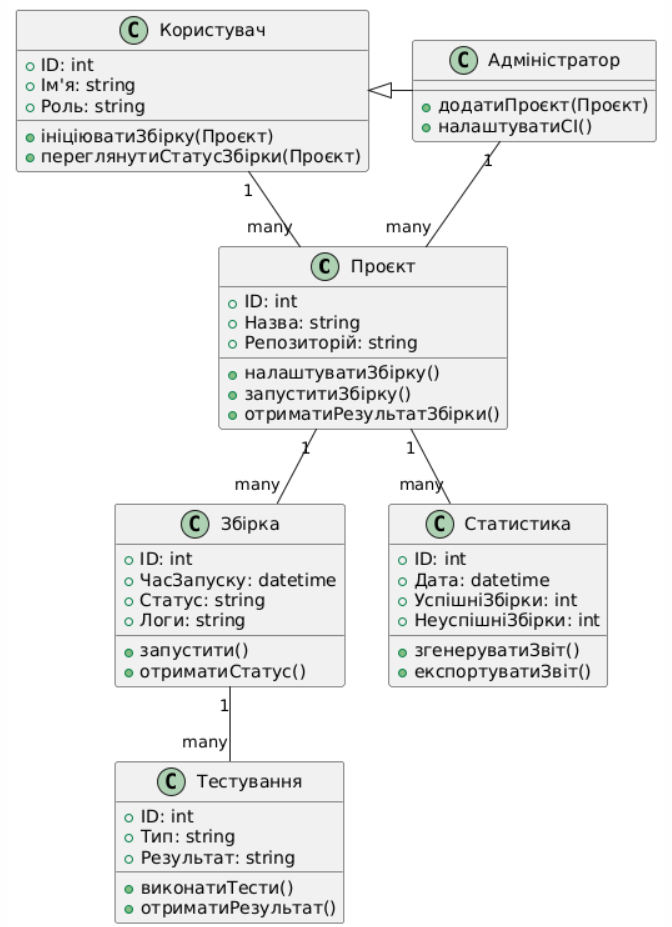 C Користувач
ID: int
Ім'я: string
Роль: string
ініціюватиЗбірку(Проєкт)
переглянутиСтатусЗбірки(Проєкт)
C Адміністратор
додатиПроєкт(Проєкт)
налаштуватиCI()
1
1
many
many
C Проєкт
ID: int
Назва: string
Репозиторій: string
налаштуватиЗбірку()
запуститиЗбірку()
отриматиРезультатЗбірки()
1
1
many
many
C Збірка
ID: int
ЧасЗапуску: datetime
Статус: string
Логи: string
запустити()
отриматиСтатус()
C Статистика
ID: int
Дата: datetime
УспішніЗбірки: int
НеуспішніЗбірки: int
згенеруватиЗвіт()
експортуватиЗвіт()
1
many
C Тестування
ID: int
Тип: string
Результат: string
виконатиТести()
отриматиРезультат()